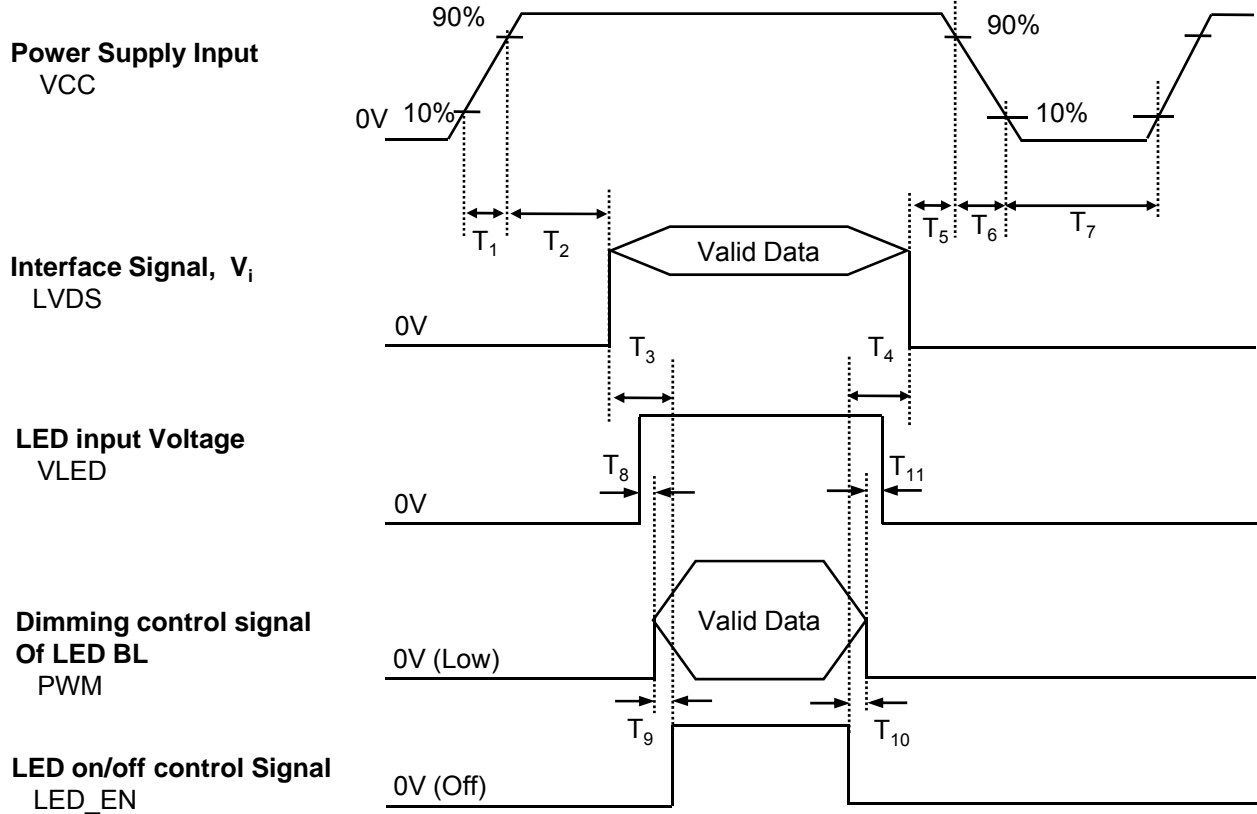 90%
90%
Power Supply Input
VCC
0V 10%
10%
T1
T2
T5
T6
T7
Interface Signal, Vi
LVDS
Valid Data
0V
T3
T4
LED input Voltage
VLED
T8
T11
0V
Dimming control signal
Of LED BL
PWM
Valid Data
0V (Low)
T9
T10
LED on/off control Signal
LED_EN
0V (Off)